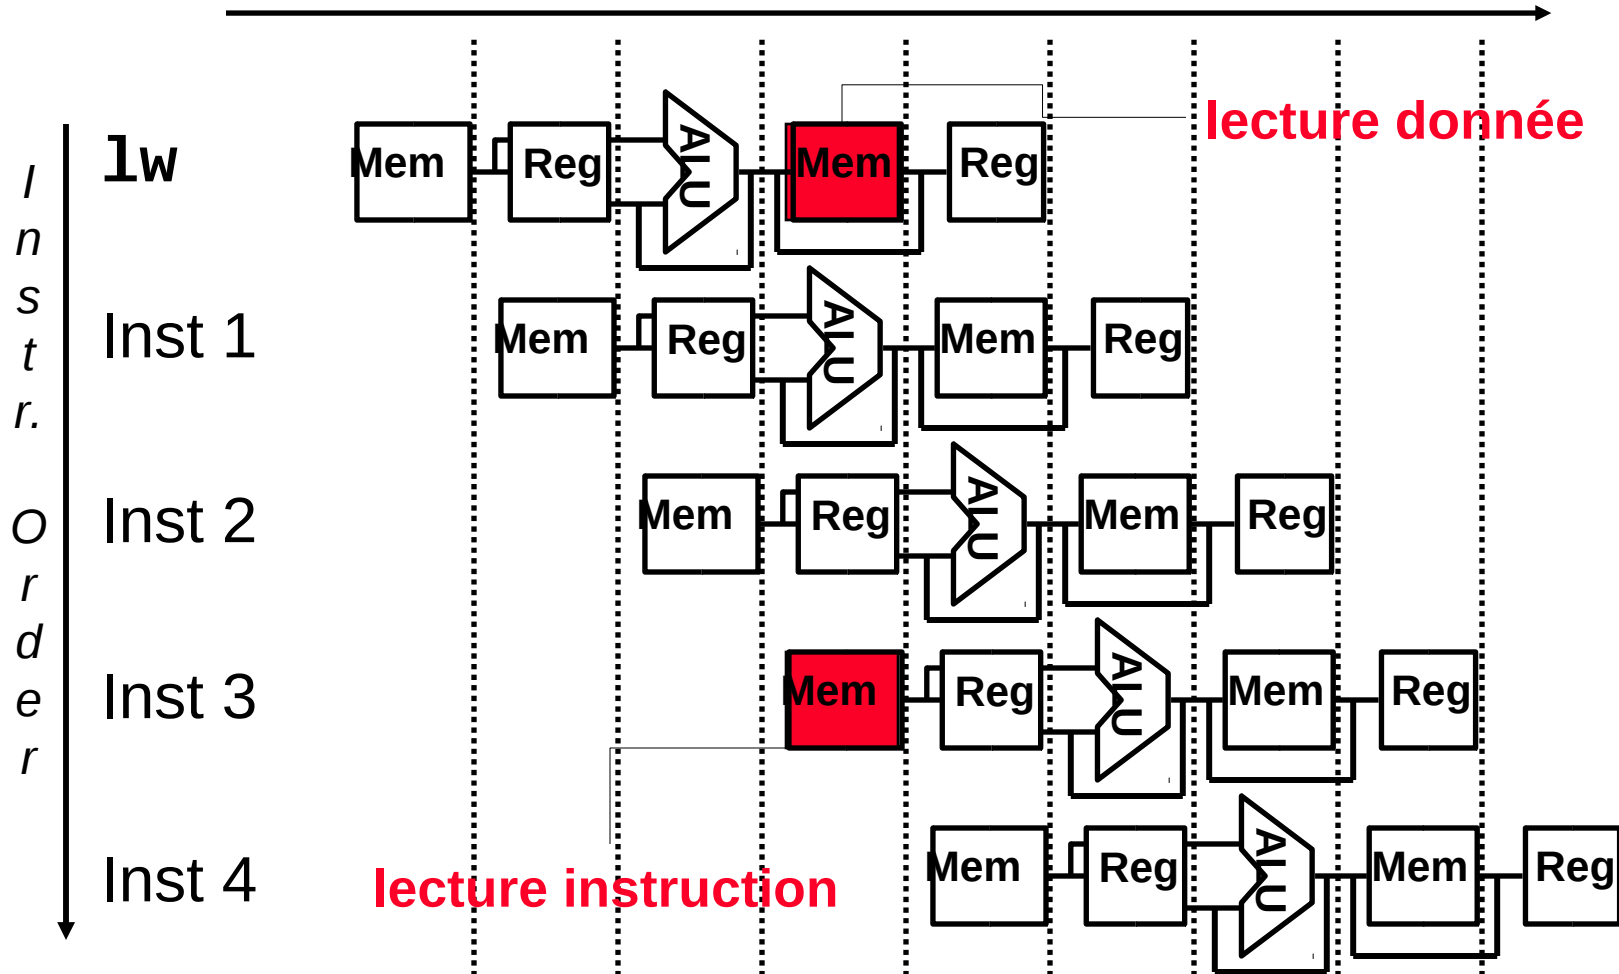 Instr. Order
lw Mem Reg ALU Mem Reg lecture donnée
Inst 1 Mem Reg ALU Mem Reg
Inst 2 Mem Reg ALU Mem Reg
Inst 3 Mem Reg ALU Mem Reg
Inst 4 Mem Reg ALU Mem Reg
lecture instruction